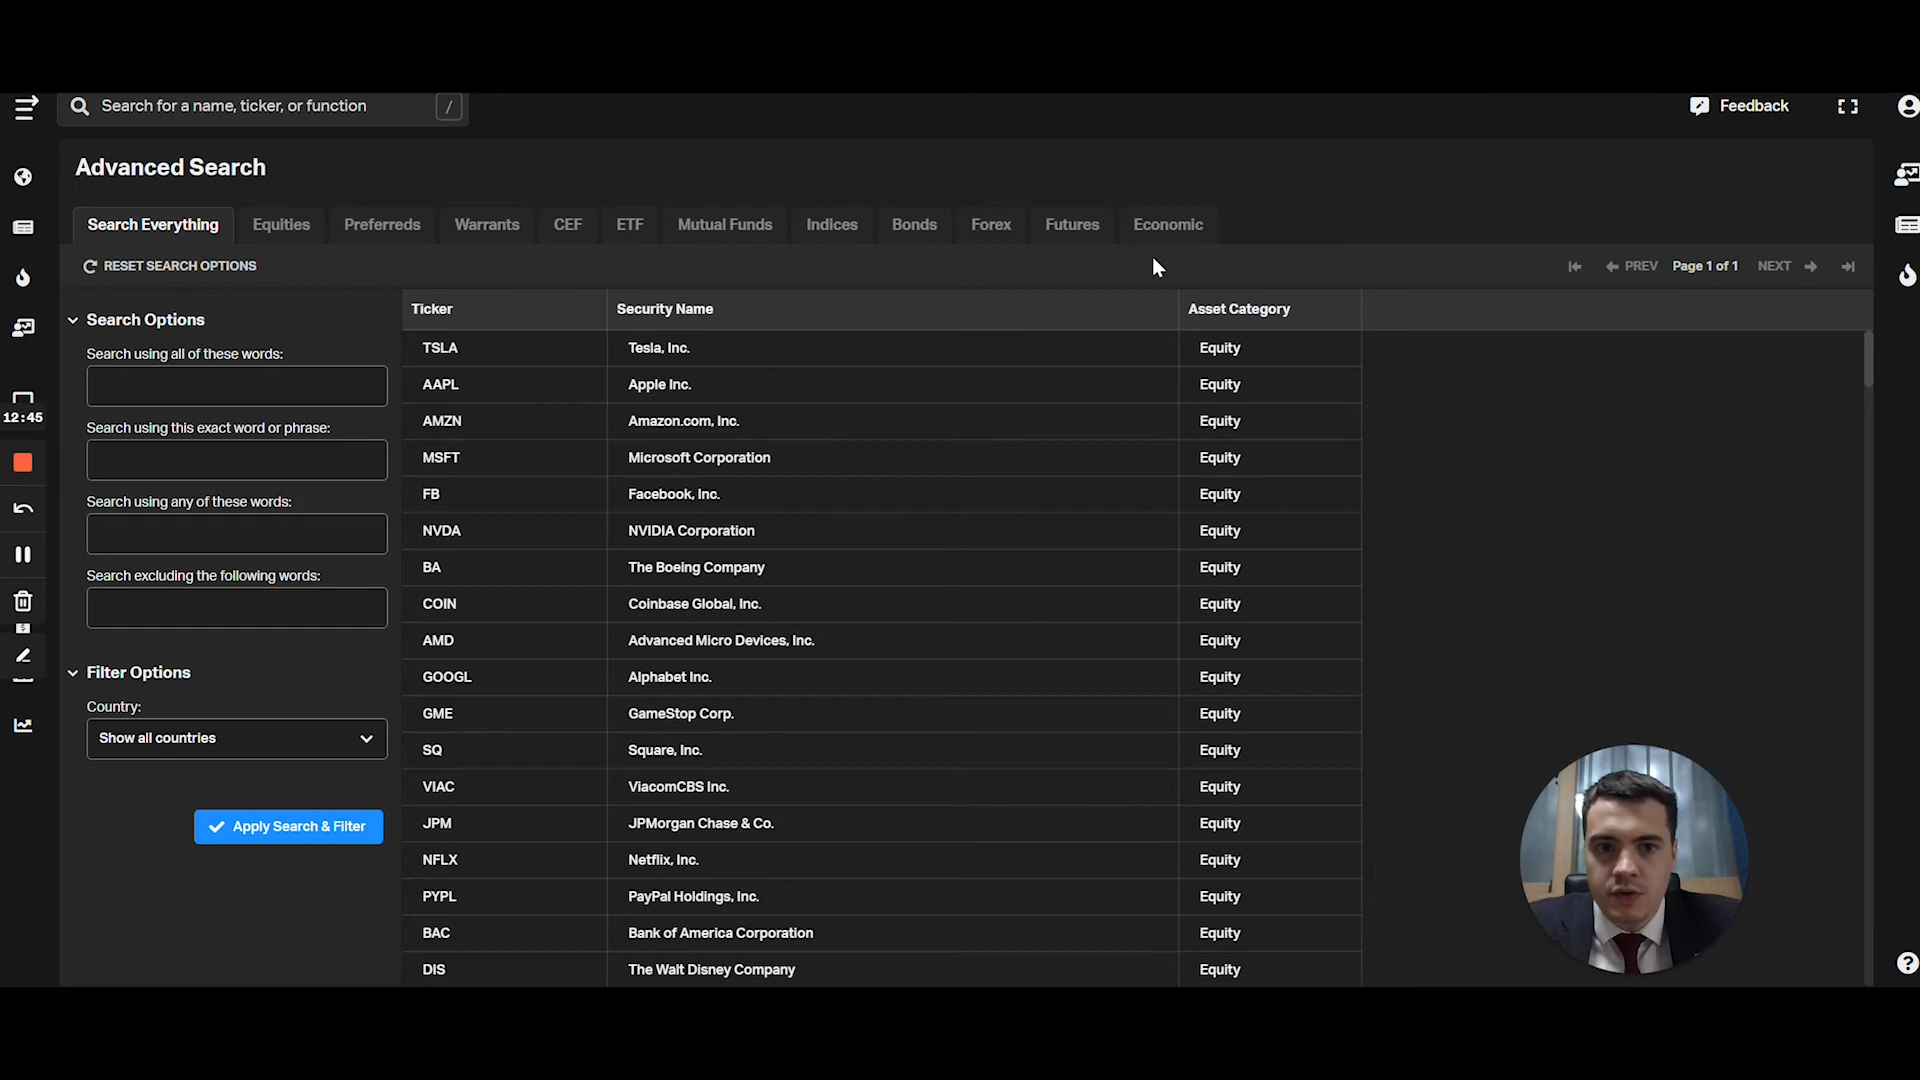 Search for a name, ticker, or function /
Feedback
Advanced Search
Search Everything Equities Preferreds Warrants CEF ETF Mutual Funds Indices Bonds Forex Futures Economic
RESET SEARCH OPTIONS
PREV Page 1 of 1 NEXT
Search Options
Search using all of these words:
Search using this exact word or phrase:
Search using any of these words:
Search excluding the following words:
Filter Options
Country:
Show all countries
Apply Search & Filter
12:45
Ticker Security Name Asset Category
TSLA Tesla, Inc. Equity
AAPL Apple Inc. Equity
AMZN Amazon.com, Inc. Equity
MSFT Microsoft Corporation Equity
FB Facebook, Inc. Equity
NVDA NVIDIA Corporation Equity
BA The Boeing Company Equity
COIN Coinbase Global, Inc. Equity
AMD Advanced Micro Devices, Inc. Equity
GOOGL Alphabet Inc. Equity
GME GameStop Corp. Equity
SQ Square, Inc. Equity
VIAC ViacomCBS Inc. Equity
JPM JPMorgan Chase & Co. Equity
NFLX Netflix, Inc. Equity
PYPL PayPal Holdings, Inc. Equity
BAC Bank of America Corporation Equity
DIS The Walt Disney Company Equity